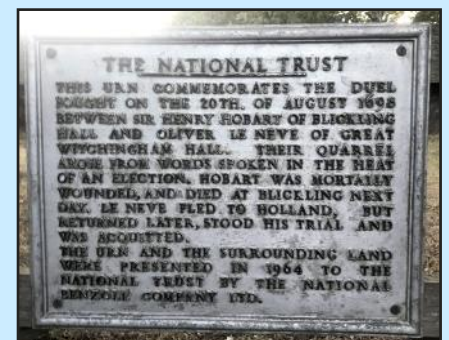 THE NATIONAL TRUST
THIS URN COMMEMORATES THE DUEL
FOUGHT ON THE 20TH. OF AUGUST 1698
BETWEEN SIR HENRY HOBART OF BLICKLING
HALL AND OLIVER LE NEVE OF GREAT
WITCHINGHAM HALL. THEIR QUARREL
AROSE FROM WORDS SPOKEN IN THE HEAT
OF AN ELECTION. HOBART WAS MORTALLY
WOUNDED, AND DIED AT BLICKLING NEXT
DAY. LE NEVE FLED TO HOLLAND, BUT
RETURNED LATER, STOOD HIS TRIAL AND
WAS ACQUITTED.
THE URN AND THE SURROUNDING LAND
WERE PRESENTED IN 1964 TO THE
NATIONAL TRUST BY THE NATIONAL
BENZOLE COMPANY LTD.